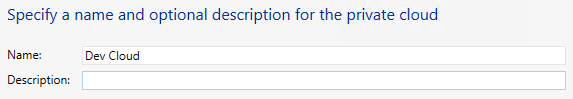 Specify a name and optional description for the private cloud
Name: Dev Cloud
Description: